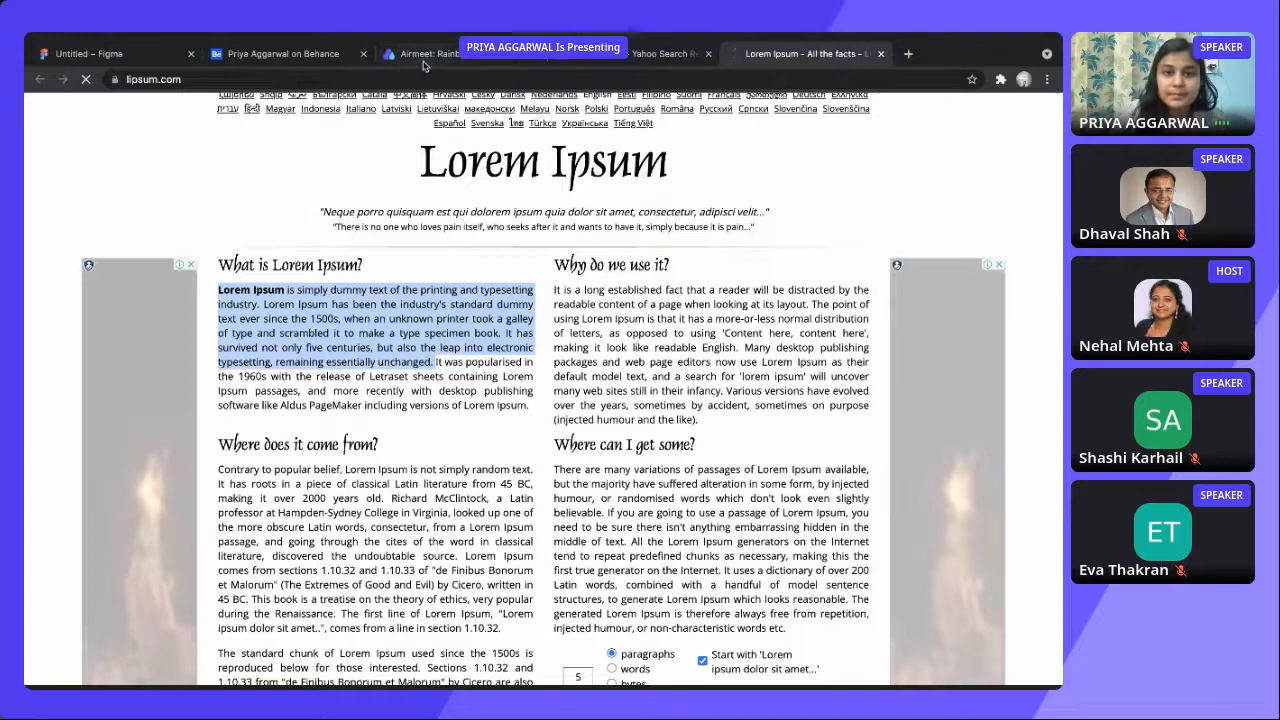 Untitled – Figma
Priya Aggarwal on Behance
Airmeet: Rainb
PRIYA AGGARWAL Is Presenting
Yahoo Search R
Lorem Ipsum - All the facts – L
lipsum.com
Indonesia Italiano Latviski Lietuviškai македонски Melayu Norsk Polski Português Româna Русский Српски Slovenčina Slovenščina
Español Svenska ไทย Türkçe Українська Tiếng Việt
Lorem Ipsum
"Neque porro quisquam est qui dolorem ipsum quia dolor sit amet, consectetur, adipisci velit..."
"There is no one who loves pain itself, who seeks after it and wants to have it, simply because it is pain..."
What is Lorem Ipsum?
Lorem Ipsum is simply dummy text of the printing and typesetting
industry. Lorem Ipsum has been the industry's standard dummy
text ever since the 1500s, when an unknown printer took a galley
of type and scrambled it to make a type specimen book. It has
survived not only five centuries, but also the leap into electronic
typesetting, remaining essentially unchanged. It was popularised in
the 1960s with the release of Letraset sheets containing Lorem
Ipsum passages, and more recently with desktop publishing
software like Aldus PageMaker including versions of Lorem Ipsum.
Why do we use it?
It is a long established fact that a reader will be distracted by the
readable content of a page when looking at its layout. The point of
using Lorem Ipsum is that it has a more-or-less normal distribution
of letters, as opposed to using 'Content here, content here',
making it look like readable English. Many desktop publishing
packages and web page editors now use Lorem Ipsum as their
default model text, and a search for 'lorem ipsum' will uncover
many web sites still in their infancy. Various versions have evolved
over the years, sometimes by accident, sometimes on purpose
(injected humour and the like).
Where does it come from?
Contrary to popular belief, Lorem Ipsum is not simply random text.
It has roots in a piece of classical Latin literature from 45 BC,
making it over 2000 years old. Richard McClintock, a Latin
professor at Hampden-Sydney College in Virginia, looked up one of
the more obscure Latin words, consectetur, from a Lorem Ipsum
passage, and going through the cites of the word in classical
literature, discovered the undoubtable source. Lorem Ipsum
comes from sections 1.10.32 and 1.10.33 of "de Finibus Bonorum
et Malorum" (The Extremes of Good and Evil) by Cicero, written in
45 BC. This book is a treatise on the theory of ethics, very popular
during the Renaissance. The first line of Lorem Ipsum, "Lorem
ipsum dolor sit amet..", comes from a line in section 1.10.32.
The standard chunk of Lorem Ipsum used since the 1500s is
reproduced below for those interested. Sections 1.10.32 and
1.10.33 from "de Finibus Bonorum et Malorum" by Cicero are also
Where can I get some?
There are many variations of passages of Lorem Ipsum available,
but the majority have suffered alteration in some form, by injected
humour, or randomised words which don't look even slightly
believable. If you are going to use a passage of Lorem Ipsum, you
need to be sure there isn't anything embarrassing hidden in the
middle of text. All the Lorem Ipsum generators on the Internet
tend to repeat predefined chunks as necessary, making this the
first true generator on the Internet. It uses a dictionary of over 200
Latin words, combined with a handful of model sentence
structures, to generate Lorem Ipsum which looks reasonable. The
generated Lorem Ipsum is therefore always free from repetition,
injected humour, or non-characteristic words etc.
5
paragraphs
words
bytes
Start with 'Lorem
ipsum dolor sit amet...'
SPEAKER
PRIYA AGGARWAL
SPEAKER
Dhaval Shah
HOST
Nehal Mehta
SPEAKER
SA
Shashi Karhail
SPEAKER
ET
Eva Thakran